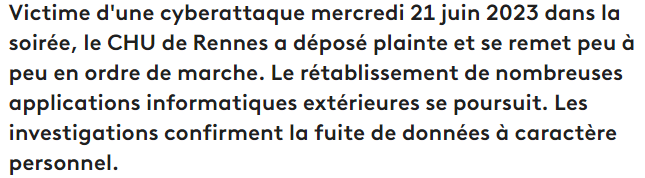 Victime d'une cyberattaque mercredi 21 juin 2023 dans la
soirée, le CHU de Rennes a déposé plainte et se remet peu à
peu en ordre de marche. Le rétablissement de nombreuses
applications informatiques extérieures se poursuit. Les
investigations confirment la fuite de données à caractère
personnel.